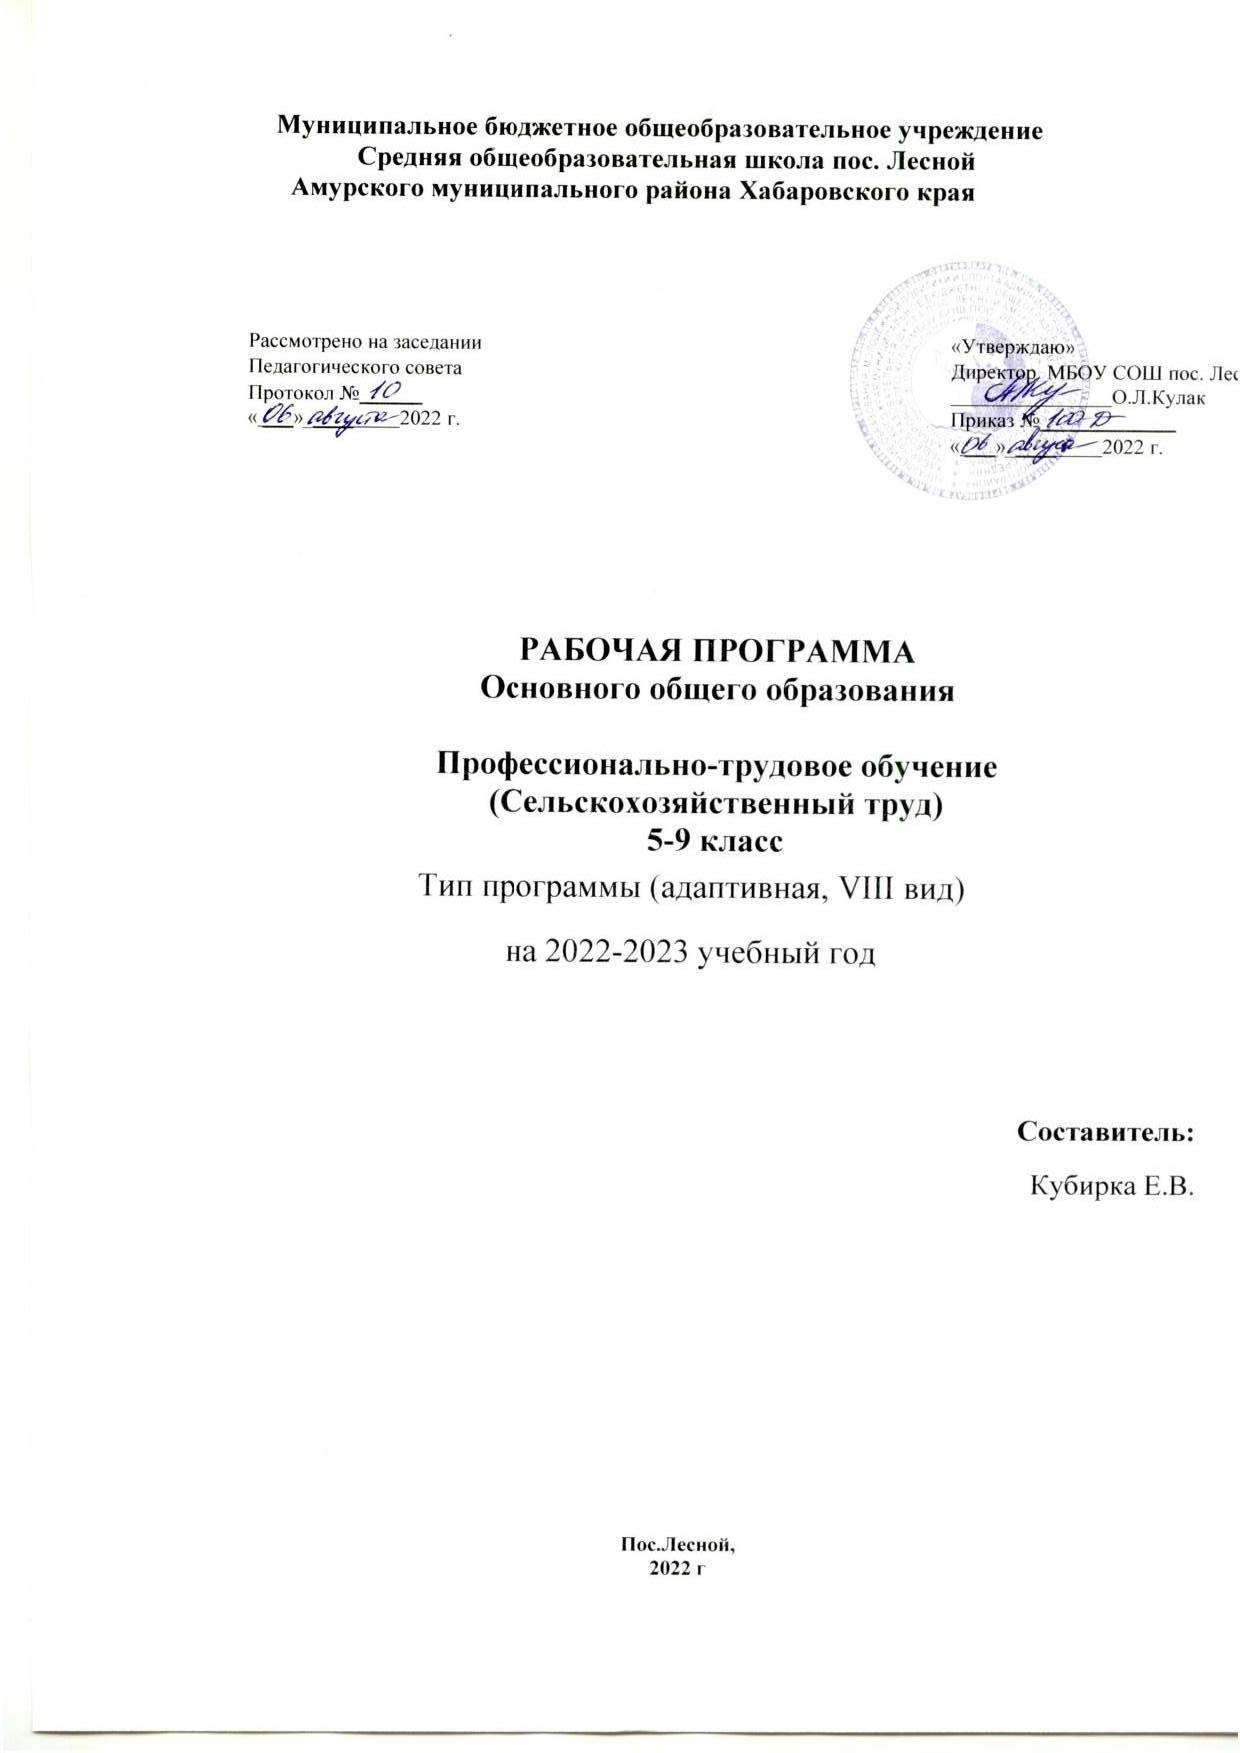 Муниципальное бюджетное общеобразовательное учреждение
Средняя общеобразовательная школа пос. Лесной
Амурского муниципального района Хабаровского края
Рассмотрено на заседании
Педагогического совета
Протокол № 10
«06» августа 2022 г.
«Утверждаю»
Директор МБОУ СОШ пос. Лес
О.Л.Кулак
Приказ № 102 Д
«06» августа 2022 г.
РАБОЧАЯ ПРОГРАММА
Основного общего образования
Профессионально-трудовое обучение
(Сельскохозяйственный труд)
5-9 класс
Тип программы (адаптивная, VIII вид)
на 2022-2023 учебный год
Составитель:
Кубирка Е.В.
Пос.Лесной,
2022 г